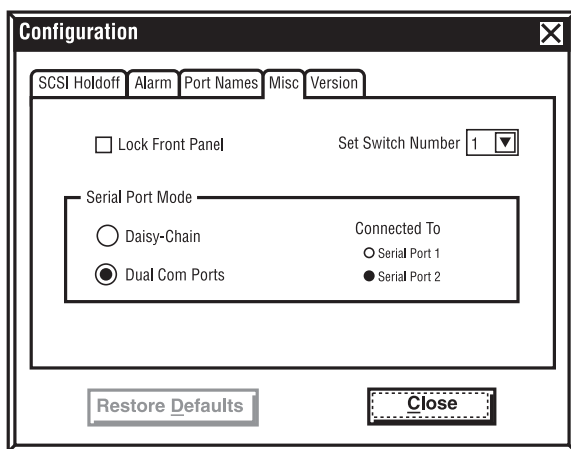 Configuration
SCSI Holdoff Alarm Port Names Misc Version
Lock Front Panel Set Switch Number 1
Serial Port Mode
Daisy-Chain
Dual Com Ports
Connected To
Serial Port 1
Serial Port 2
Restore Defaults Close